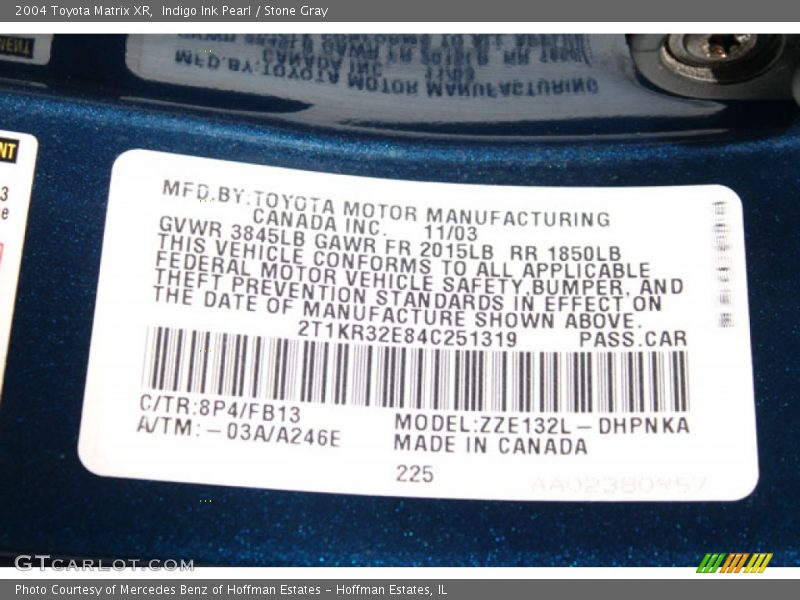 2004 Toyota Matrix XR, Indigo Ink Pearl / Stone Gray
MFD.BY:TOYOTA MOTOR MANUFACTURING
CANADA INC. 11/03
GVWR 3845LB GAWR FR 2015LB RR 1850LB
THIS VEHICLE CONFORMS TO ALL APPLICABLE
FEDERAL MOTOR VEHICLE SAFETY,BUMPER, AND
THEFT PREVENTION STANDARDS IN EFFECT ON
THE DATE OF MANUFACTURE SHOWN ABOVE.
2T1KR32E84C251319 PASS.CAR
C/TR:8P4/FB13
A/TM:-03A/A246E
MODEL:ZZE132L-DHPNKA
MADE IN CANADA
225
AA02380957
GTCARLOT.COM
Photo Courtesy of Mercedes Benz of Hoffman Estates - Hoffman Estates, IL